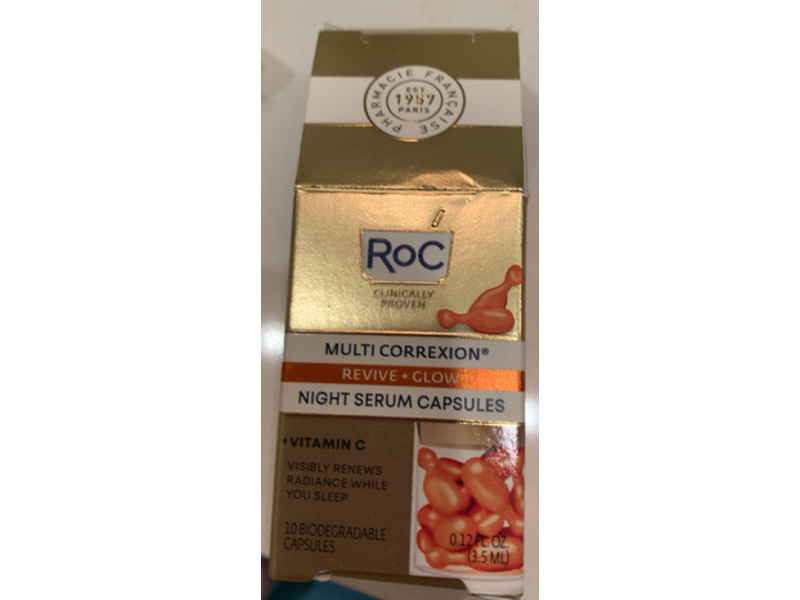 PHARMACIE FRANÇAISE
EST
1957
PARIS
RoC
CLINICALLY
PROVEN
MULTI CORREXION®
REVIVE + GLOW
NIGHT SERUM CAPSULES
+VITAMIN C
VISIBLY RENEWS
RADIANCE WHILE
YOU SLEEP
10 BIODEGRADABLE
CAPSULES
0.12 FL. OZ.
(3.5 ML)